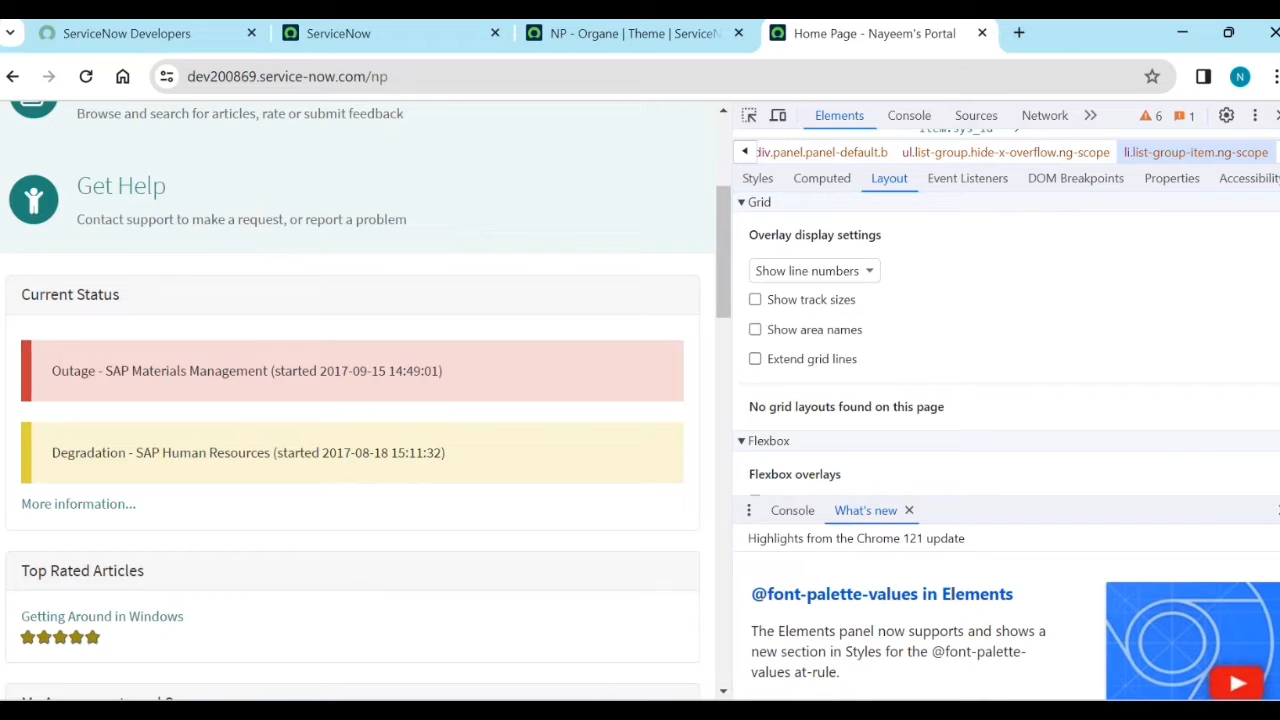 ServiceNow Developers
ServiceNow
NP - Organe | Theme | ServiceN
Home Page - Nayeem's Portal
dev200869.service-now.com/np
N
Browse and search for articles, rate or submit feedback
Get Help
Contact support to make a request, or report a problem
Current Status
Outage - SAP Materials Management (started 2017-09-15 14:49:01)
Degradation - SAP Human Resources (started 2017-08-18 15:11:32)
More information...
Top Rated Articles
Getting Around in Windows
Elements
Console
Sources
Network
6
1
item.sys_id
div.panel.panel-default.b
ul.list-group.hide-x-overflow.ng-scope
li.list-group-item.ng-scope
Styles
Computed
Layout
Event Listeners
DOM Breakpoints
Properties
Accessibility
Grid
Overlay display settings
Show line numbers
Show track sizes
Show area names
Extend grid lines
No grid layouts found on this page
Flexbox
Flexbox overlays
Console
What's new
Highlights from the Chrome 121 update
@font-palette-values in Elements
The Elements panel now supports and shows a
new section in Styles for the @font-palette-
values at-rule.